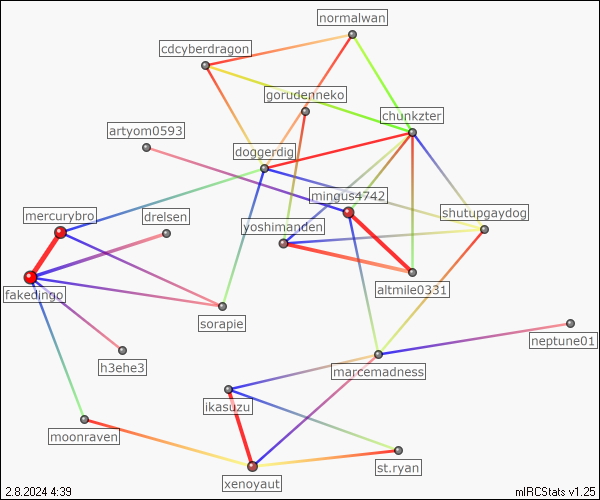 normalwan
cdcyberdragon
gorudenneko
chunkzter
artyom0593
doggerdig
mingus4742
mercurybro
drelsen
shutupgaydog
yoshimanden
fakedingo
altmile0331
sorapie
neptune01
h3ehe3
marcemadness
ikasuzu
moonraven
st.ryan
xenoyaut
2.8.2024 4:39
mIRCStats v1.25